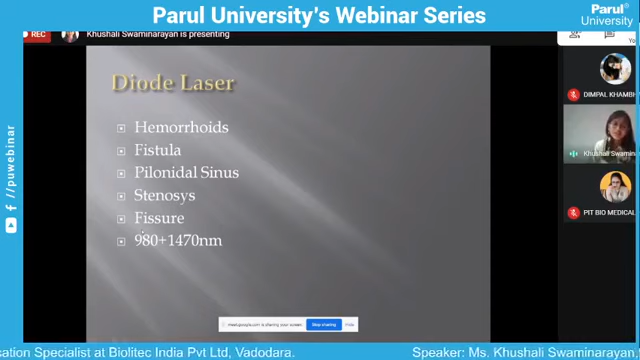 Parul University's Webinar Series
Parul®
University
REC
Khushali Swaminarayan is presenting
Yo
Diode Laser
Hemorrhoids
Fistula
Pilonidal Sinus
Stenosys
Fissure
980+1470nm
DIMPAL KHAMBH
Khushali Swamin
PIT BIO MEDICAL
/puwebinar
meet.google.com is sharing your screen.
Stop sharing
Hide
cation Specialist at Biolitec India Pvt Ltd, Vadodara.
Speaker: Ms. Khushali Swaminarayan